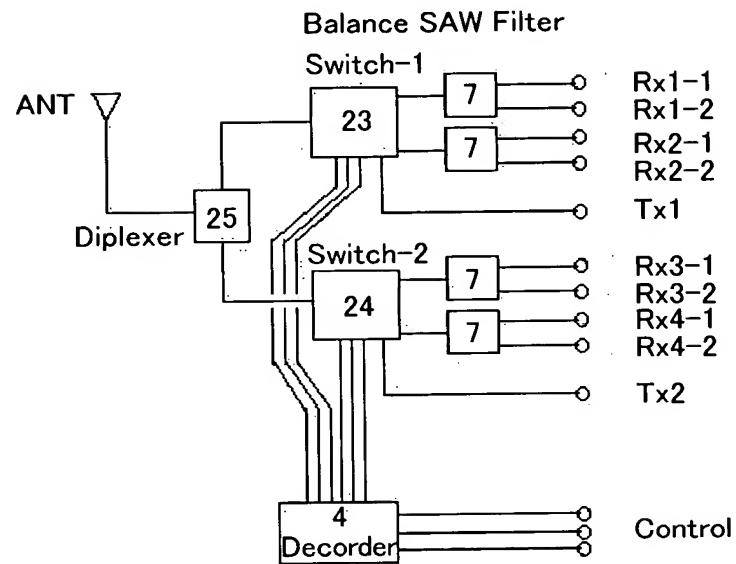 Balance SAW Filter
Switch-1
ANT
23
7
7
Rx1-1
Rx1-2
Rx2-1
Rx2-2
Tx1
25
Diplexer
Switch-2
24
7
7
Rx3-1
Rx3-2
Rx4-1
Rx4-2
Tx2
4
Decorder
Control